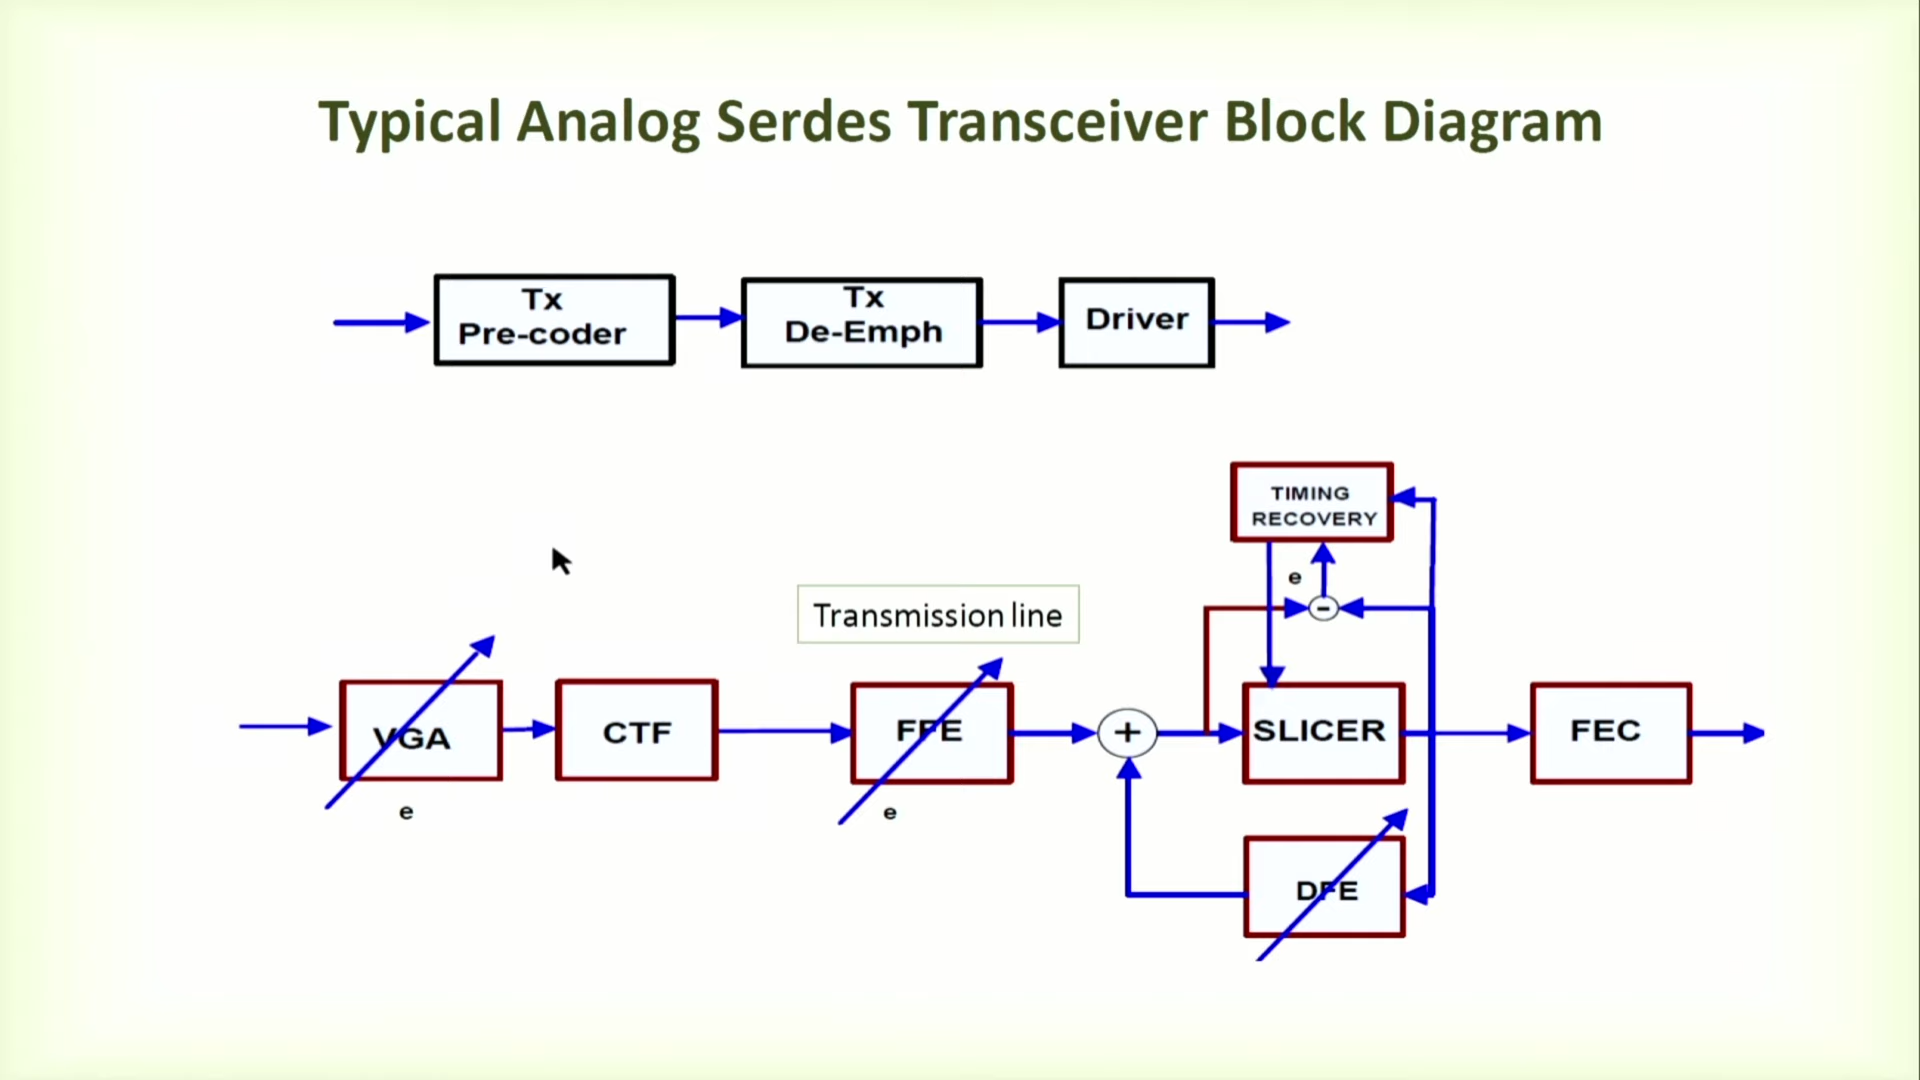 Typical Analog Serdes Transceiver Block Diagram
Tx
Pre-coder
Tx
De-Emph
Driver
TIMING
RECOVERY
e
-
Transmission line
VGA
e
CTF
FFE
e
+
SLICER
FEC
DFE